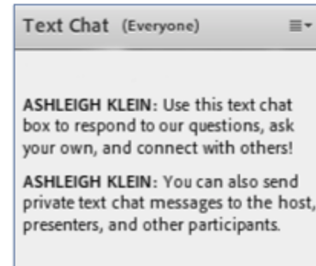 Text Chat (Everyone)
ASHLEIGH KLEIN: Use this text chat
box to respond to our questions, ask
your own, and connect with others!
ASHLEIGH KLEIN: You can also send
private text chat messages to the host,
presenters, and other participants.